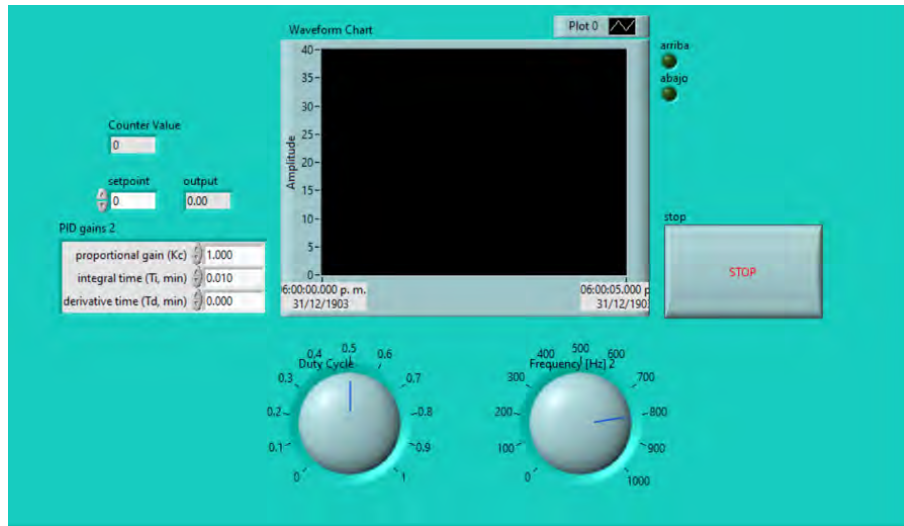 Waveform Chart
Plot 0
40
35
30
25
20
15
10
5
0
Amplitude
06:00:00.000 p. m.
31/12/1903
06:00:05.000 p
31/12/190
arriba
abajo
Counter Value
0
setpoint
0
output
0.00
PID gains 2
proportional gain (Kc) 1.000
integral time (Ti, min) 0.010
derivative time (Td, min) 0.000
stop
STOP
Duty Cycle
0
0.1
0.2
0.3
0.4
0.5
0.6
0.7
0.8
0.9
1
Frequency [Hz] 2
0
100
200
300
400
500
600
700
800
900
1000